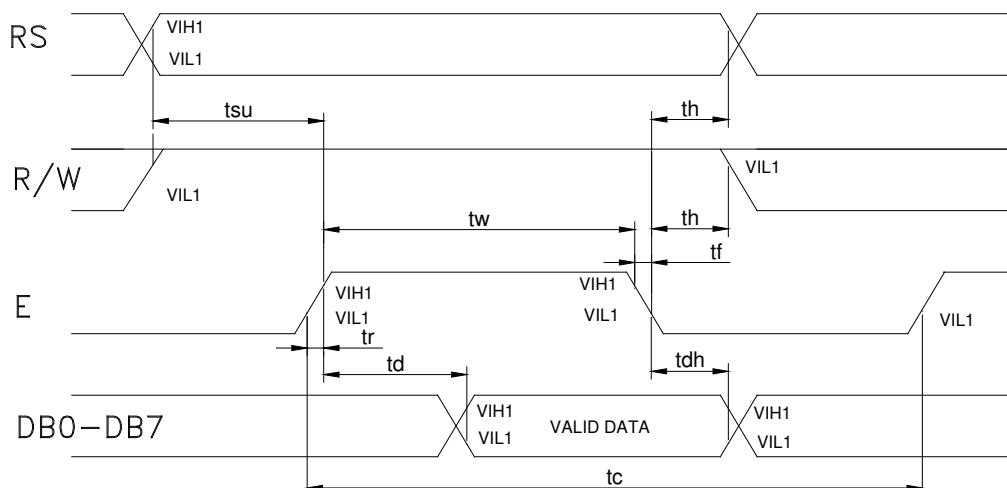 RS
VIH1
VIL1
tsu
th
R/W
VIL1
VIL1
tw
th
tf
E
VIH1
VIL1
VIH1
VIL1
VIL1
tr
td
tdh
DB0-DB7
VIH1
VIL1
VALID DATA
VIH1
VIL1
tc